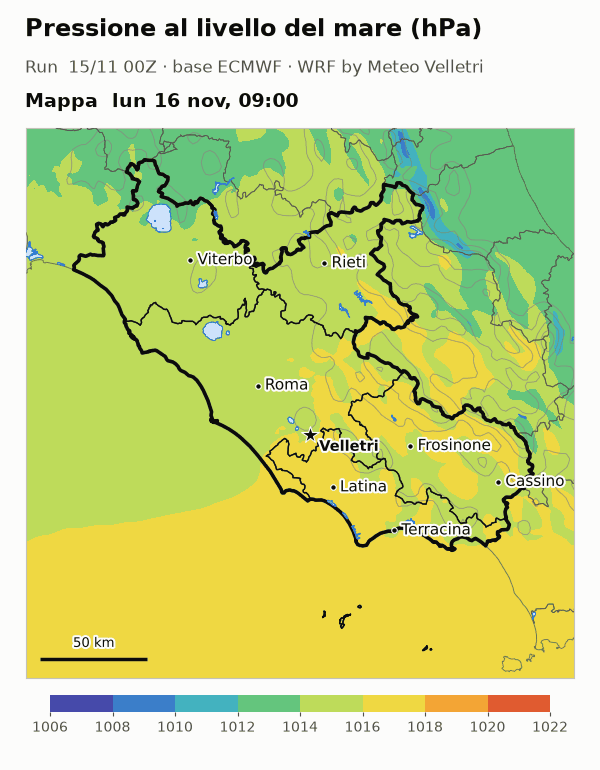 Pressione al livello del mare (hPa)
Run  15/11 00Z · base ECMWF · WRF by Meteo Velletri
Mappa  lun 16 nov, 09:00
Viterbo
Rieti
Roma
Velletri
Frosinone
Latina
Cassino
Terracina
50 km
1006 1008 1010 1012 1014 1016 1018 1020 1022